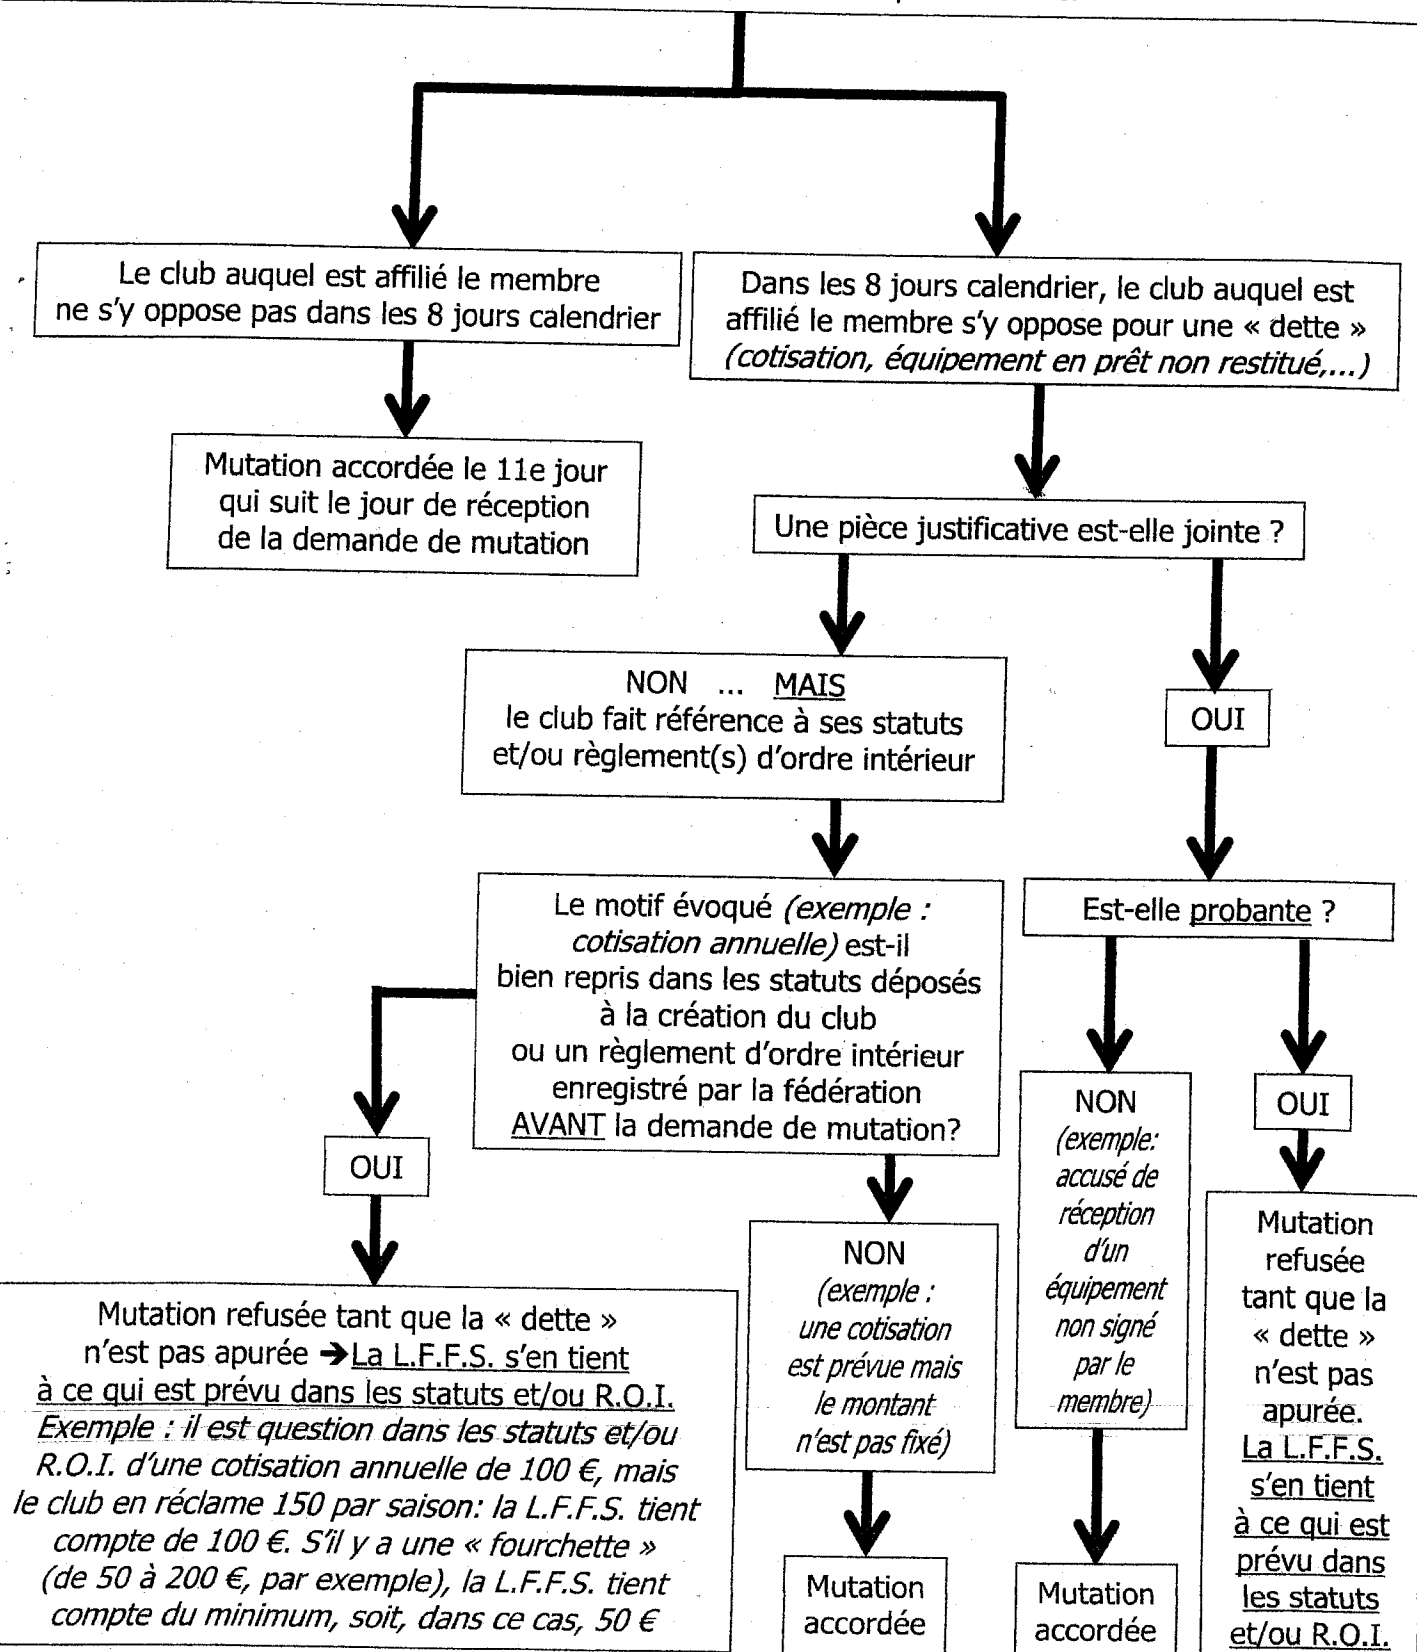 Le club auquel est affilié le membre
ne s'y oppose pas dans les 8 jours calendrier
Dans les 8 jours calendrier, le club auquel est
affilié le membre s'y oppose pour une « dette »
(cotisation, équipement en prêt non restitué,...)
Mutation accordée le 11e jour
qui suit le jour de réception
de la demande de mutation
Une pièce justificative est-elle jointe ?
NON ... MAIS
le club fait référence à ses statuts
et/ou règlement(s) d'ordre intérieur
OUI
Le motif évoqué (exemple :
cotisation annuelle) est-il
bien repris dans les statuts déposés
à la création du club
ou un règlement d'ordre intérieur
enregistré par la fédération
AVANT la demande de mutation?
Est-elle probante ?
OUI
Mutation refusée tant que la « dette »
n'est pas apurée ➔La L.F.F.S. s'en tient
à ce qui est prévu dans les statuts et/ou R.O.I.
Exemple : il est question dans les statuts et/ou
R.O.I. d'une cotisation annuelle de 100 €, mais
le club en réclame 150 par saison: la L.F.F.S. tient
compte de 100 €. S'il y a une « fourchette »
(de 50 à 200 €, par exemple), la L.F.F.S. tient
compte du minimum, soit, dans ce cas, 50 €
NON
(exemple :
une cotisation
est prévue mais
le montant
n'est pas fixé)
Mutation
accordée
NON
(exemple:
accusé de
réception
d'un
équipement
non signé
par le
membre)
Mutation
accordée
OUI
Mutation
refusée
tant que la
« dette »
n'est pas
apurée.
La L.F.F.S.
s'en tient
à ce qui est
prévu dans
les statuts
et/ou R.O.I.